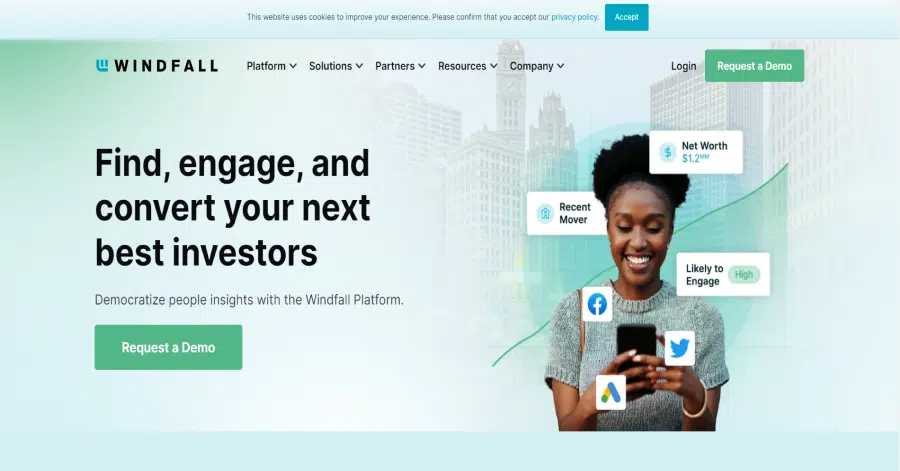 This website uses cookies to improve your experience. Please confirm that you accept our privacy policy. Accept
WINDFALL Platform Solutions Partners Resources Company Login Request a Demo
Find, engage, and
convert your next
best investors
Democratize people insights with the Windfall Platform.
Request a Demo
Net Worth
$1.2MM
Recent
Mover
Likely to
Engage
High